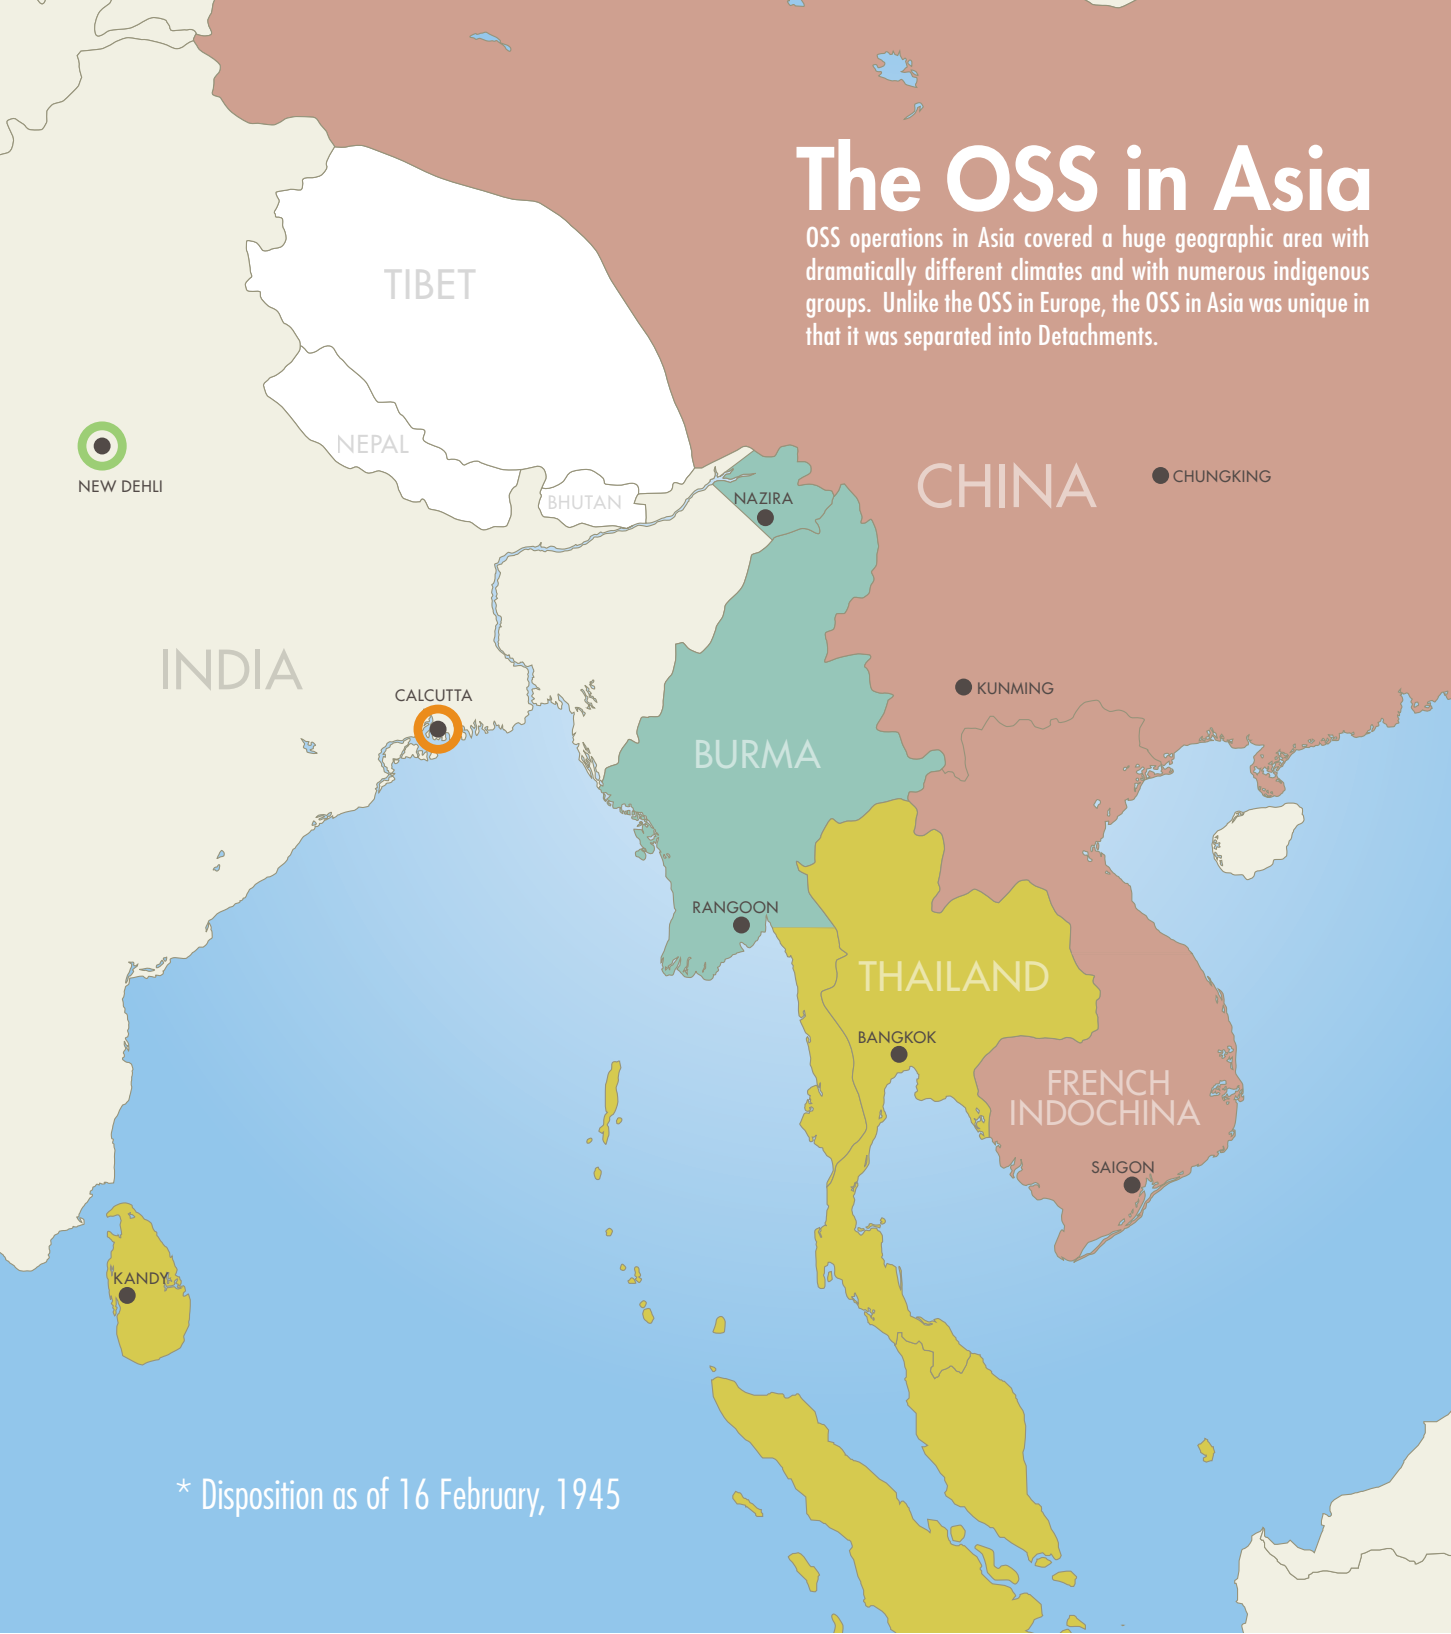 The OSS in Asia
OSS operations in Asia covered a huge geographic area with
dramatically different climates and with numerous indigenous
groups.  Unlike the OSS in Europe, the OSS in Asia was unique in
that it was separated into Detachments.
TIBET
NEPAL
NEW DEHLI
CHINA
CHUNGKING
BHUTAN
NAZIRA
INDIA
CALCUTTA
KUNMING
BURMA
RANGOON
THAILAND
BANGKOK
FRENCH
INDOCHINA
SAIGON
KANDY
* Disposition as of 16 February, 1945